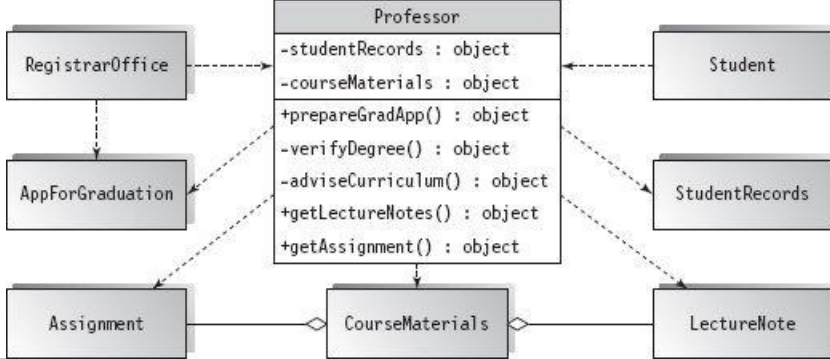 Professor
-studentRecords : object
-courseMaterials : object
+prepareGradApp() : object
-verifyDegree() : object
-adviseCurriculum() : object
+getLectureNotes() : object
+getAssignment() : object
RegistrarOffice
Student
AppForGraduation
StudentRecords
Assignment
CourseMaterials
LectureNote